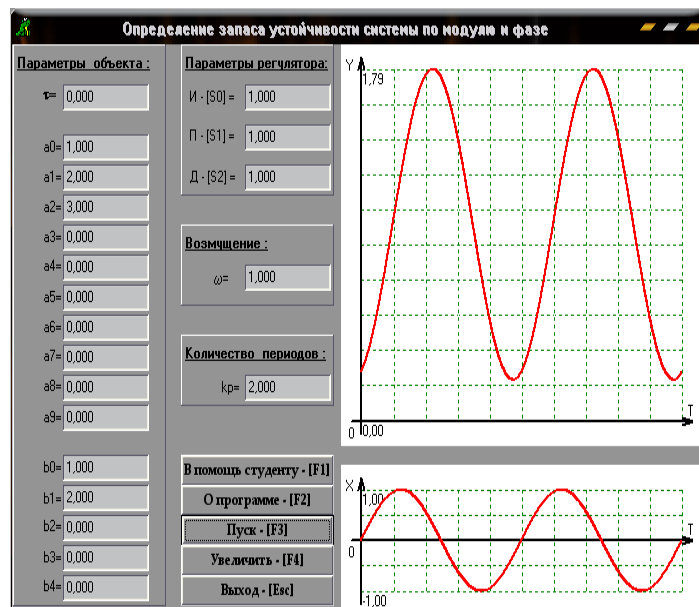 Определение запаса устойчивости системы по модулю и фазе
Параметры объекта :
τ= 0,000
a0= 1,000
a1= 2,000
a2= 3,000
a3= 0,000
a4= 0,000
a5= 0,000
a6= 0,000
a7= 0,000
a8= 0,000
a9= 0,000
b0= 1,000
b1= 2,000
b2= 0,000
b3= 0,000
b4= 0,000
Параметры регулятора:
И - [S0] = 1,000
П - [S1] = 1,000
Д - [S2] = 1,000
Возмущение :
ω= 1,000
Количество периодов :
kp= 2,000
В помощь студенту - [F1]
О программе - [F2]
Пуск - [F3]
Увеличить - [F4]
Выход - [Esc]
Y
1,79
T
0
0,00
X
1,00
T
0
-1,00